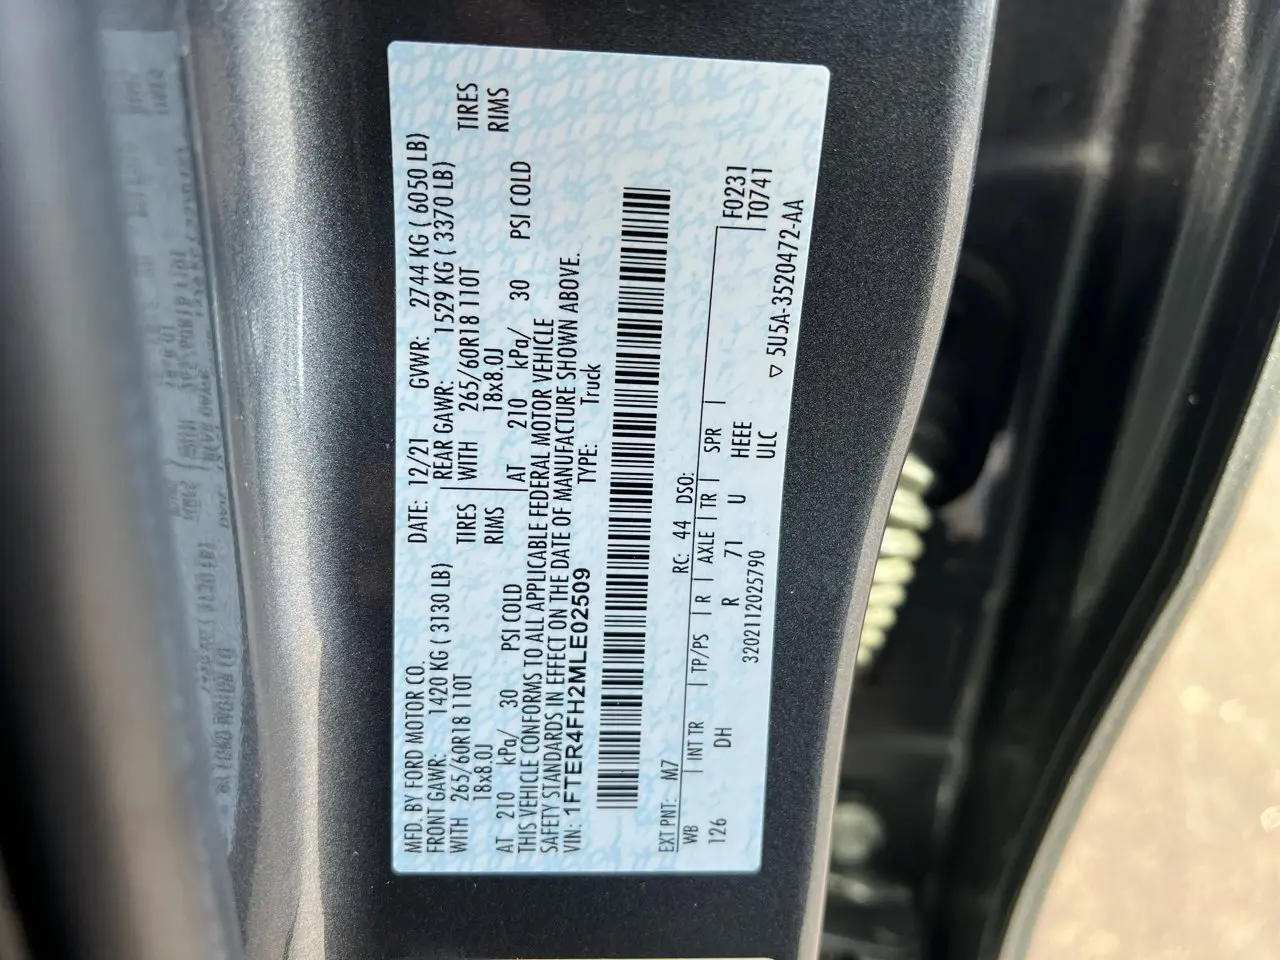 MFD. BY FORD MOTOR CO. DATE: 12/21 GVWR: 2744 KG ( 6050 LB)
FRONT GAWR: 1420 KG ( 3130 LB) REAR GAWR: 1529 KG ( 3370 LB)
WITH 265/60R18 110T TIRES WITH 265/60R18 110T TIRES
18x8.0J RIMS 18x8.0J RIMS
AT 210 kPa/ 30 PSI COLD AT 210 kPa/ 30 PSI COLD
THIS VEHICLE CONFORMS TO ALL APPLICABLE FEDERAL MOTOR VEHICLE
SAFETY STANDARDS IN EFFECT ON THE DATE OF MANUFACTURE SHOWN ABOVE.
VIN: 1FTER4FH2MLE02509 TYPE: Truck
EXT PNT: M7 RC: 44 DSO:
WB INT TR TP/PS R AXLE TR SPR F0231
126 DH R 71 U HEEE T0741
3202112025790 ULC
▽ 5U5A-3520472-AA